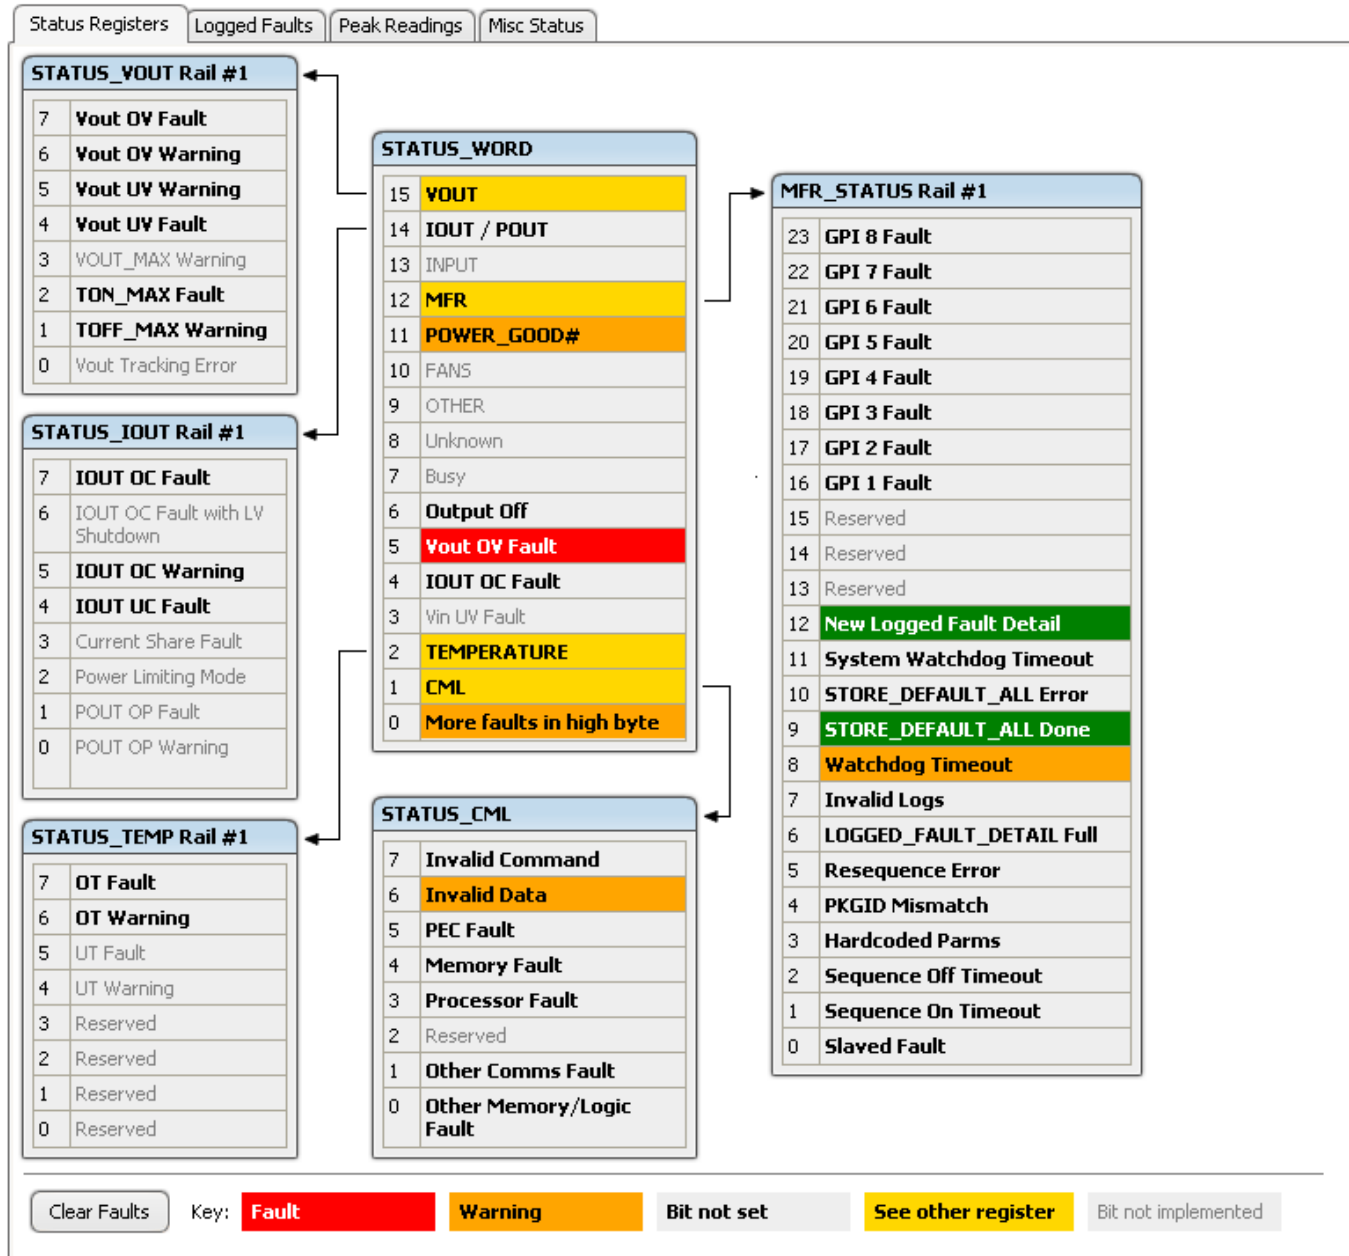 Status Registers Logged Faults Peak Readings Misc Status
STATUS_VOUT Rail #1
7 Vout OV Fault
6 Vout OV Warning
5 Vout UV Warning
4 Vout UV Fault
3 VOUT_MAX Warning
2 TON_MAX Fault
1 TOFF_MAX Warning
0 Vout Tracking Error
STATUS_IOUT Rail #1
7 IOUT OC Fault
6 IOUT OC Fault with LV
Shutdown
5 IOUT OC Warning
4 IOUT UC Fault
3 Current Share Fault
2 Power Limiting Mode
1 POUT OP Fault
0 POUT OP Warning
STATUS_TEMP Rail #1
7 OT Fault
6 OT Warning
5 UT Fault
4 UT Warning
3 Reserved
2 Reserved
1 Reserved
0 Reserved
STATUS_WORD
15 VOUT
14 IOUT / POUT
13 INPUT
12 MFR
11 POWER_GOOD#
10 FANS
9 OTHER
8 Unknown
7 Busy
6 Output Off
5 Vout OV Fault
4 IOUT OC Fault
3 Vin UV Fault
2 TEMPERATURE
1 CML
0 More faults in high byte
STATUS_CML
7 Invalid Command
6 Invalid Data
5 PEC Fault
4 Memory Fault
3 Processor Fault
2 Reserved
1 Other Comms Fault
0 Other Memory/Logic
Fault
MFR_STATUS Rail #1
23 GPI 8 Fault
22 GPI 7 Fault
21 GPI 6 Fault
20 GPI 5 Fault
19 GPI 4 Fault
18 GPI 3 Fault
17 GPI 2 Fault
16 GPI 1 Fault
15 Reserved
14 Reserved
13 Reserved
12 New Logged Fault Detail
11 System Watchdog Timeout
10 STORE_DEFAULT_ALL Error
9 STORE_DEFAULT_ALL Done
8 Watchdog Timeout
7 Invalid Logs
6 LOGGED_FAULT_DETAIL Full
5 Resequence Error
4 PKGID Mismatch
3 Hardcoded Parms
2 Sequence Off Timeout
1 Sequence On Timeout
0 Slaved Fault
Clear Faults Key: Fault Warning Bit not set See other register Bit not implemented